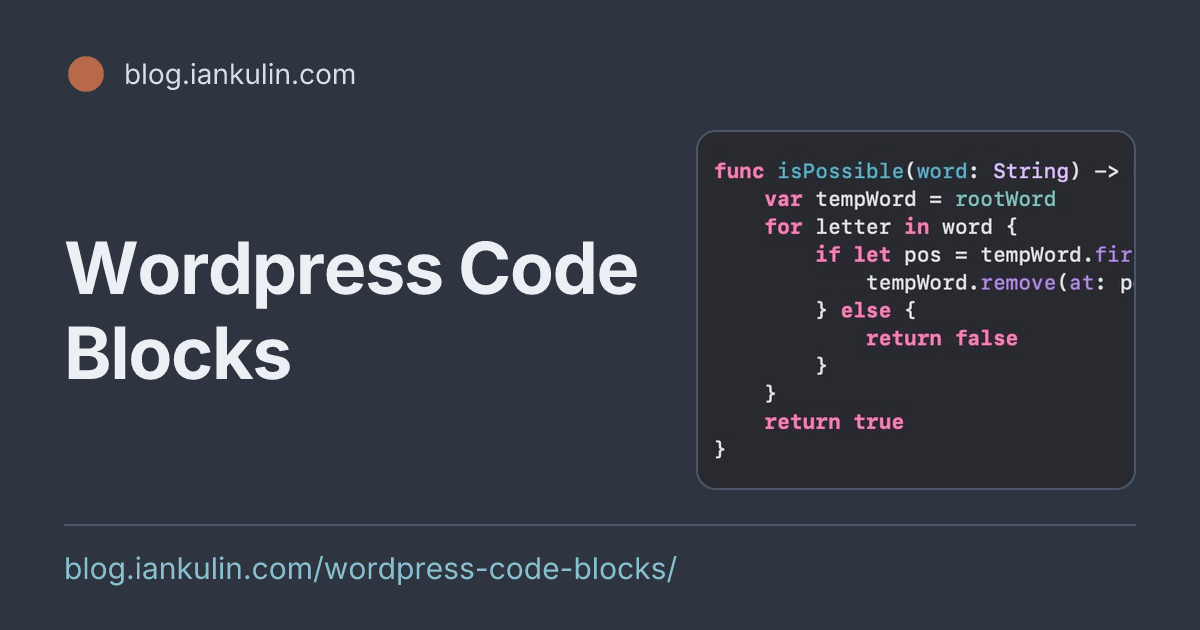 blog.iankulin.com
Wordpress Code
Blocks
func isPossible(word: String) ->
    var tempWord = rootWord
    for letter in word {
        if let pos = tempWord.fir
            tempWord.remove(at: p
        } else {
            return false
        }
    }
    return true
}
blog.iankulin.com/wordpress-code-blocks/